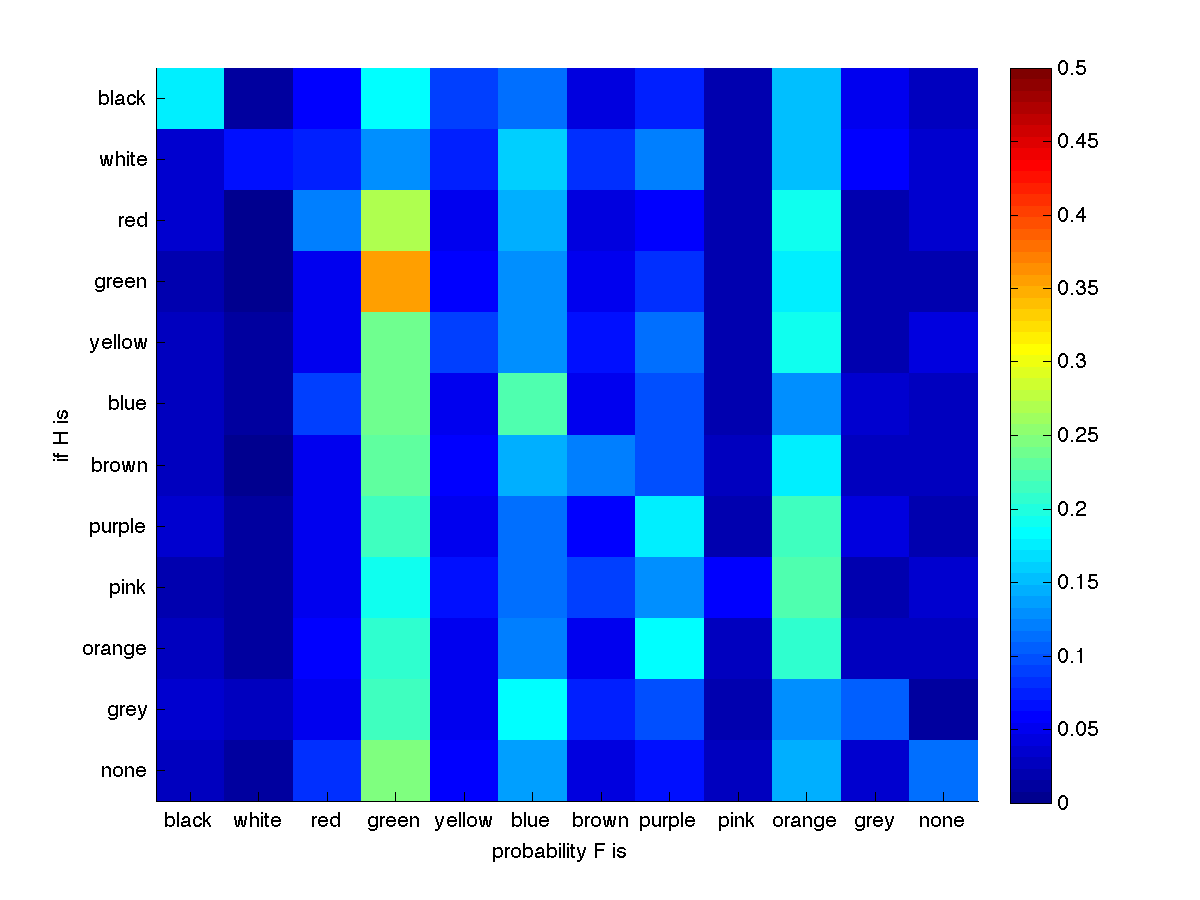 black
white
red
green
yellow
blue
brown
purple
pink
orange
grey
none
if H is
black white red green yellow blue brown purple pink orange grey none
probability F is
0.5
0.45
0.4
0.35
0.3
0.25
0.2
0.15
0.1
0.05
0